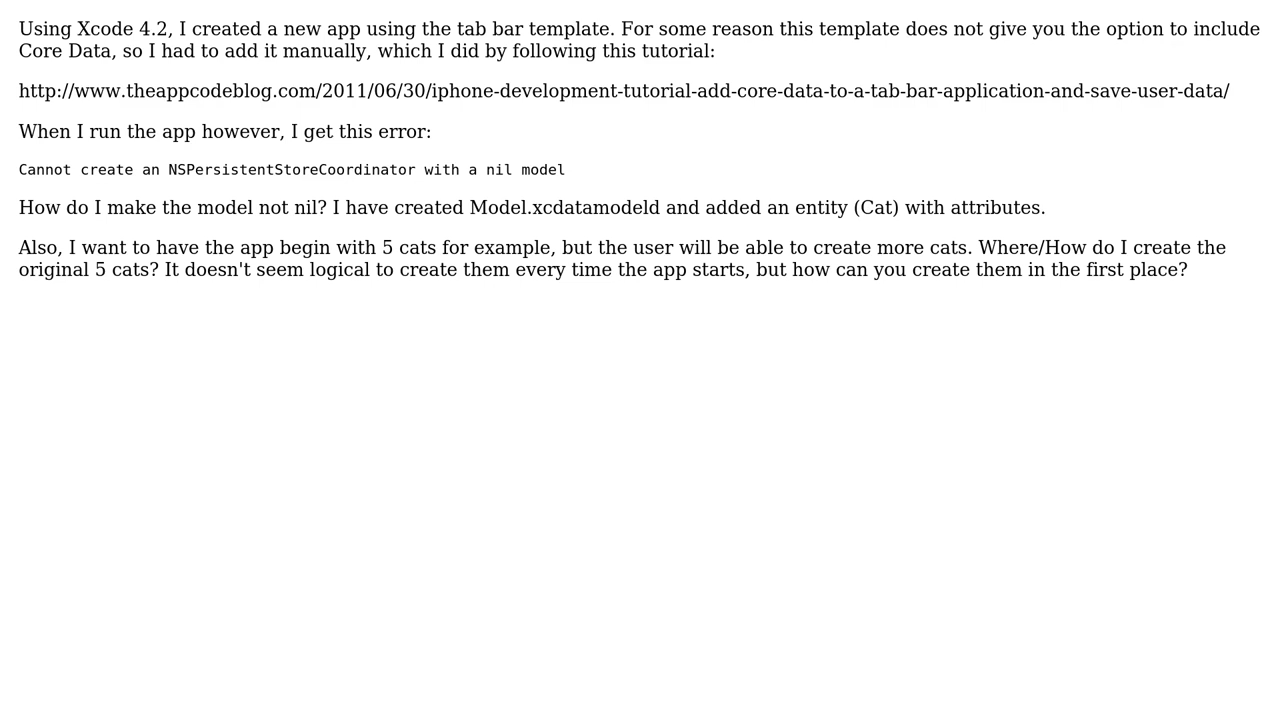 Using Xcode 4.2, I created a new app using the tab bar template. For some reason this template does not give you the option to include
Core Data, so I had to add it manually, which I did by following this tutorial:
http://www.theappcodeblog.com/2011/06/30/iphone-development-tutorial-add-core-data-to-a-tab-bar-application-and-save-user-data/
When I run the app however, I get this error:
Cannot create an NSPersistentStoreCoordinator with a nil model
How do I make the model not nil? I have created Model.xcdatamodeld and added an entity (Cat) with attributes.
Also, I want to have the app begin with 5 cats for example, but the user will be able to create more cats. Where/How do I create the
original 5 cats? It doesn't seem logical to create them every time the app starts, but how can you create them in the first place?